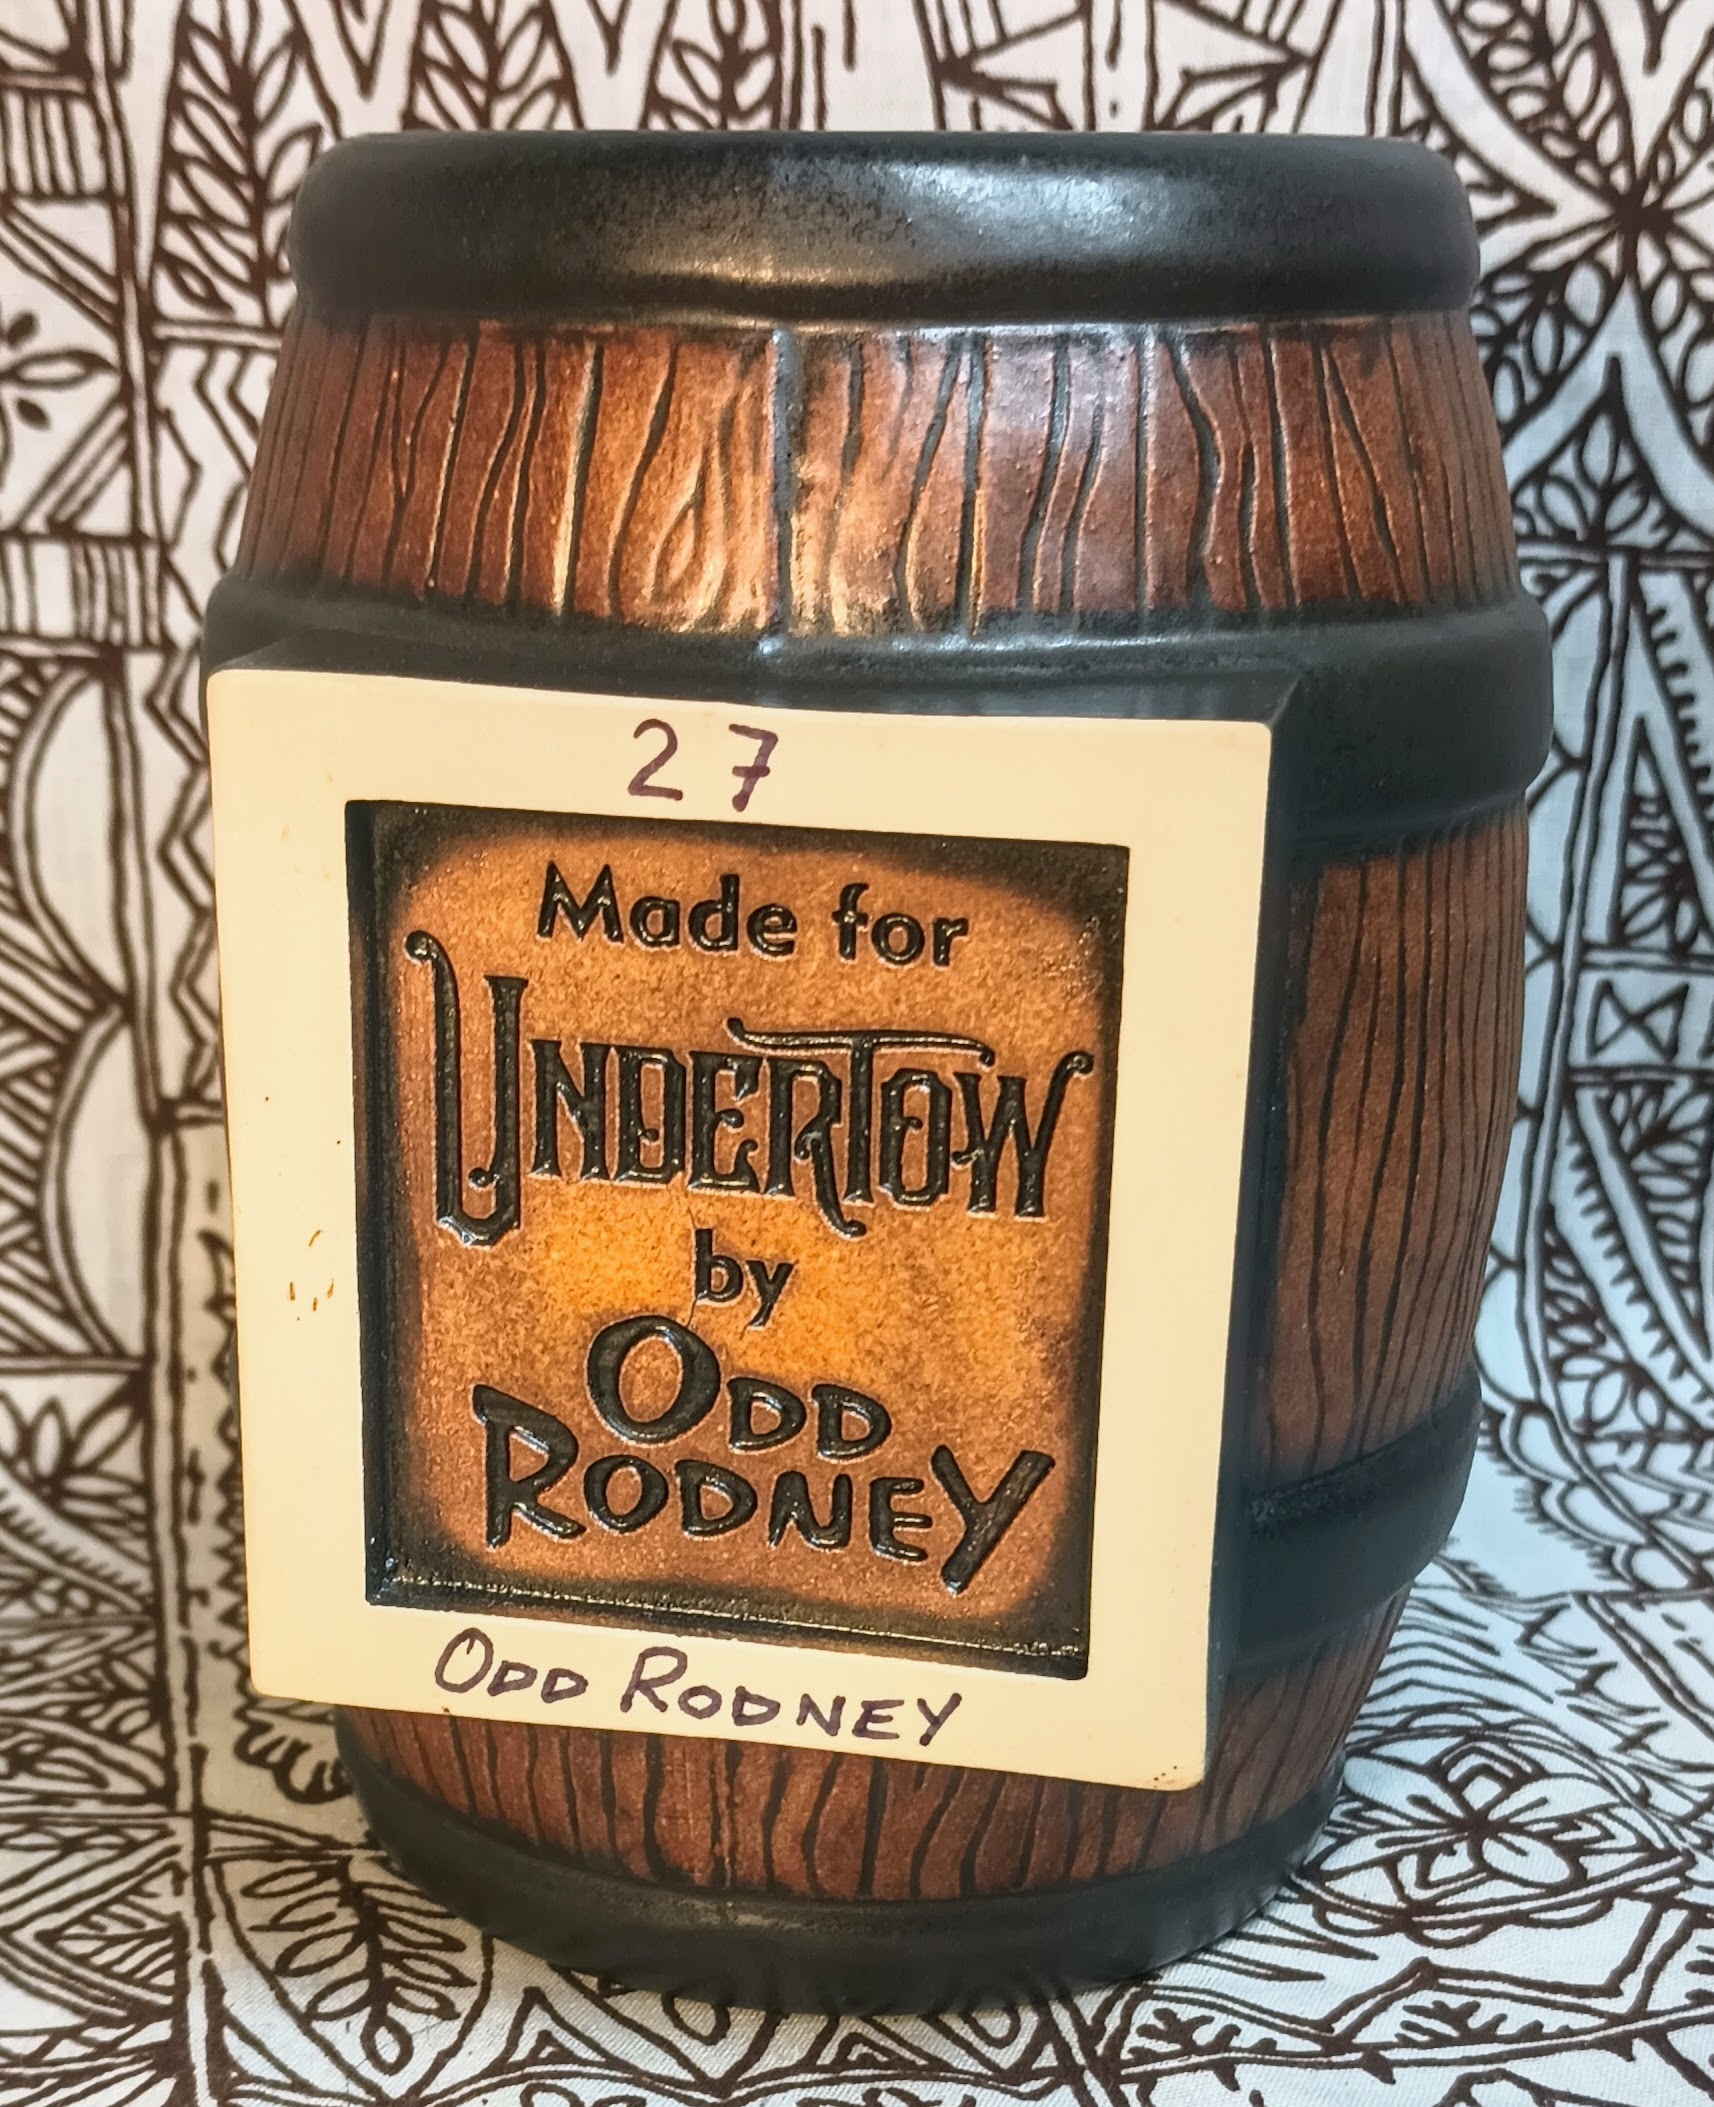 27
Made for
UNDERTOW
by
ODD
RODNEY
ODD RODNEY